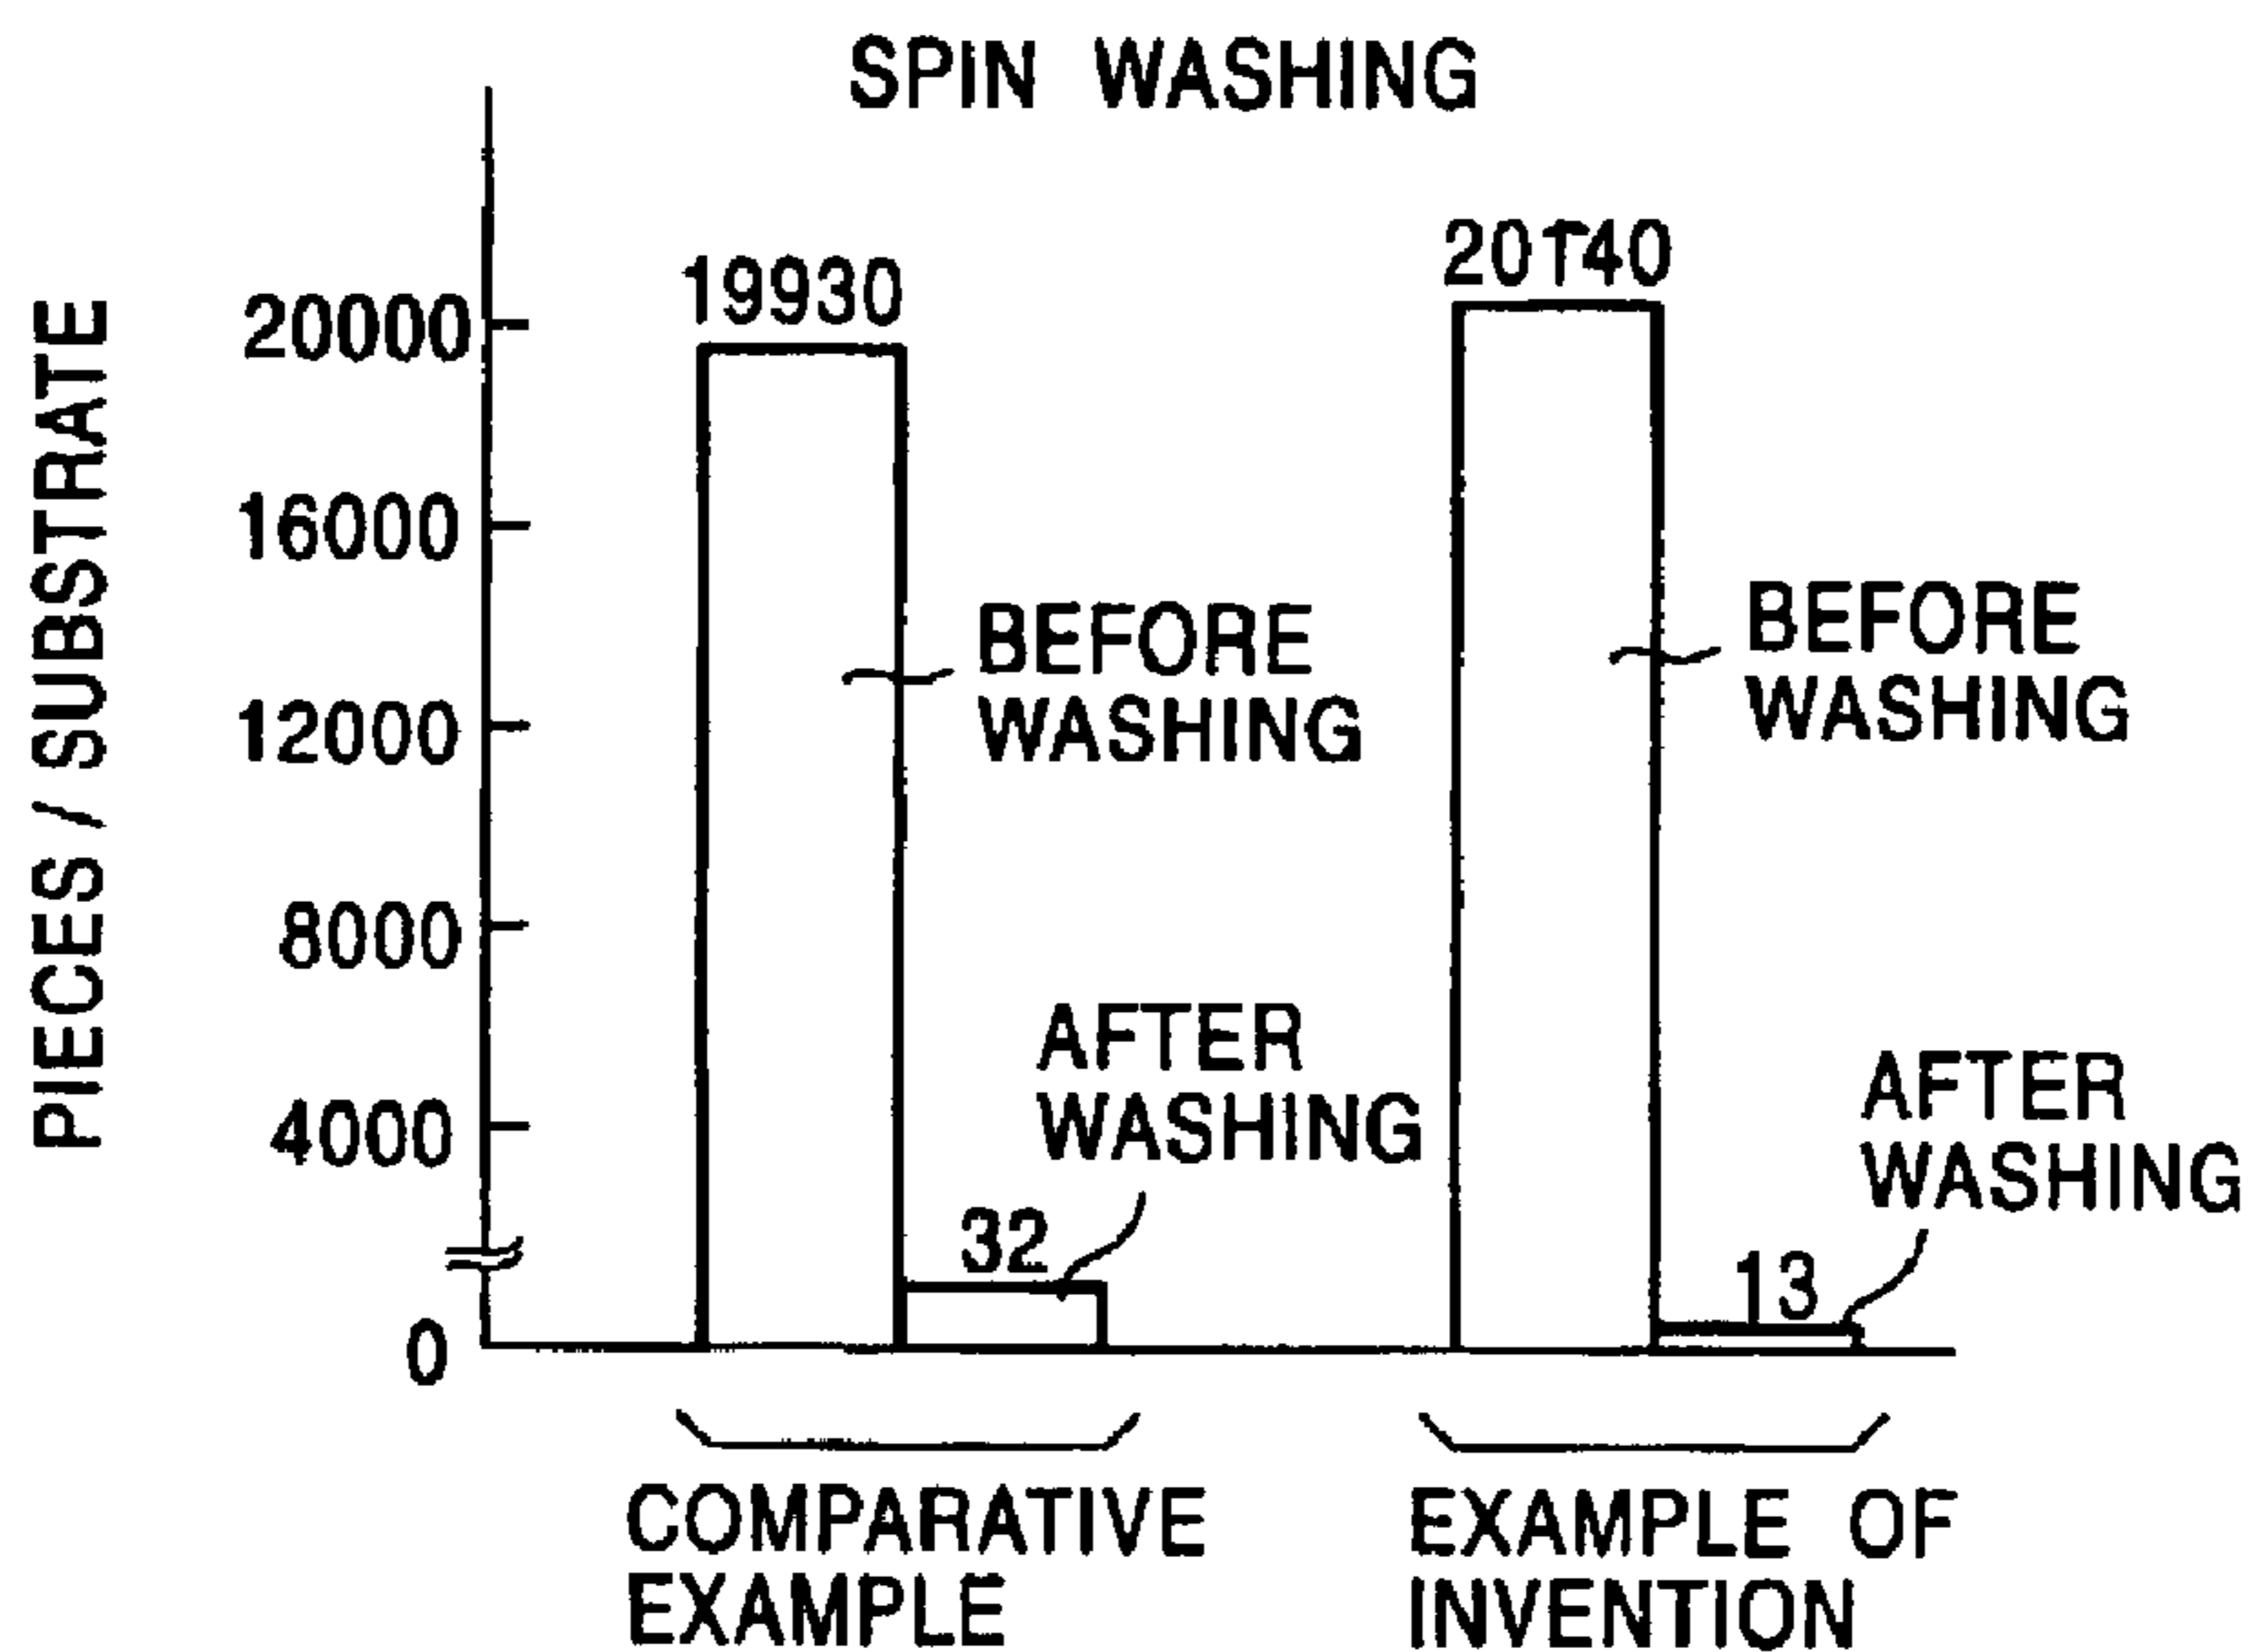 SPIN WASHING
PIECES / SUBSTRATE
20000
16000
12000
8000
4000
0
19930
BEFORE
WASHING
32
AFTER
WASHING
20140
BEFORE
WASHING
13
AFTER
WASHING
COMPARATIVE
EXAMPLE
EXAMPLE OF
INVENTION